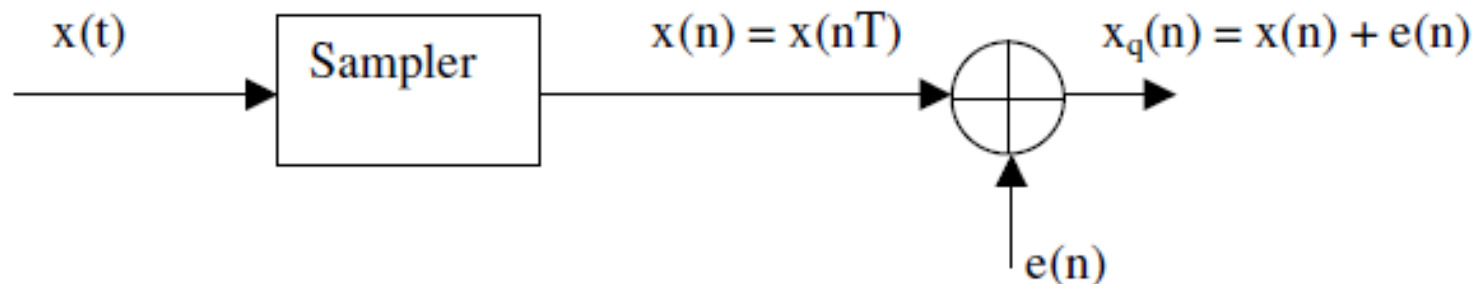 x(t)
Sampler
x(n) = x(nT)
x_q(n) = x(n) + e(n)
e(n)